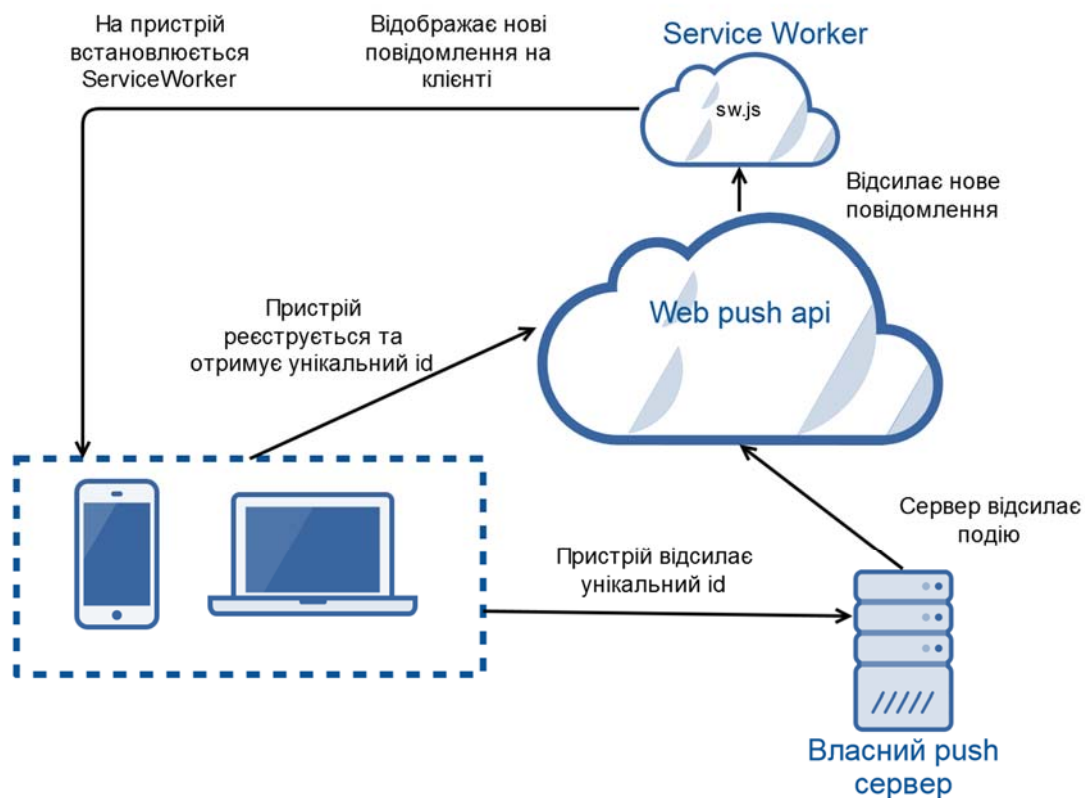 На пристрій
встановлюється
ServiceWorker
Відображає нові
повідомлення на
клієнті
Service Worker
sw.js
Відсилає нове
повідомлення
Web push api
Пристрій
реєструється та
отримує унікальний id
Сервер відсилає
подію
Пристрій відсилає
унікальний id
Власний push
сервер